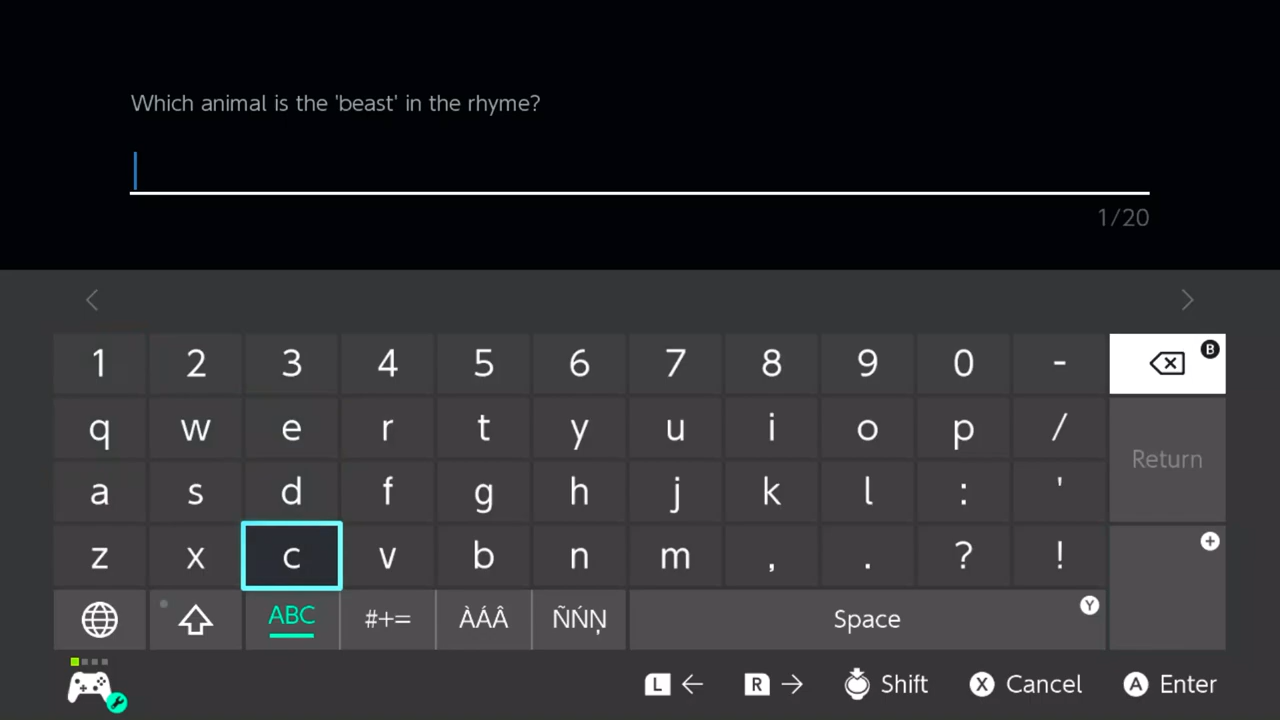 Which animal is the 'beast' in the rhyme?
1/20
1 2 3 4 5 6 7 8 9 0 - B
q w e r t y u i o p /
Return
a s d f g h j k l : '
z x c v b n m , . ? ! +
ABC #+= ÀÁÂ ÑŃŅ Space Y
L ← R → Shift X Cancel A Enter